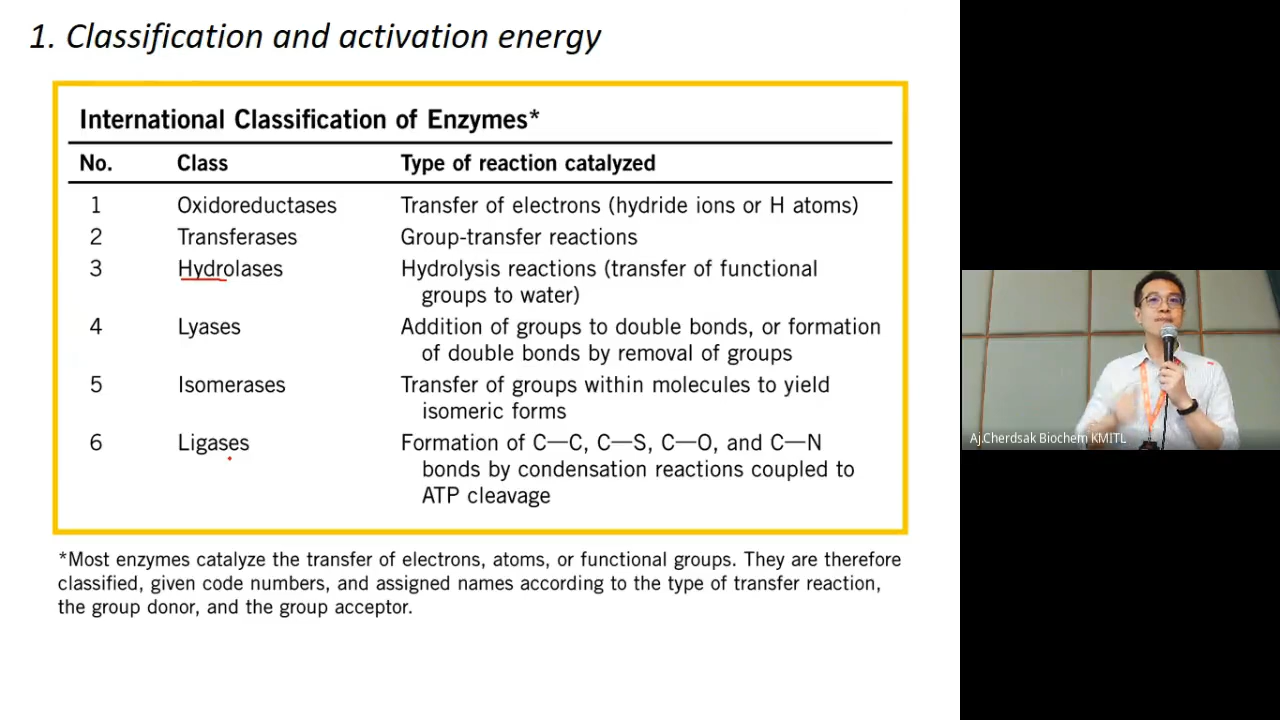 1. Classification and activation energy
International Classification of Enzymes*
No. Class Type of reaction catalyzed
1 Oxidoreductases Transfer of electrons (hydride ions or H atoms)
2 Transferases Group-transfer reactions
3 Hydrolases Hydrolysis reactions (transfer of functional
groups to water)
4 Lyases Addition of groups to double bonds, or formation
of double bonds by removal of groups
5 Isomerases Transfer of groups within molecules to yield
isomeric forms
6 Ligases Formation of C—C, C—S, C—O, and C—N
bonds by condensation reactions coupled to
ATP cleavage
*Most enzymes catalyze the transfer of electrons, atoms, or functional groups. They are therefore
classified, given code numbers, and assigned names according to the type of transfer reaction,
the group donor, and the group acceptor.
Aj.Cherdsak Biochem KMITL